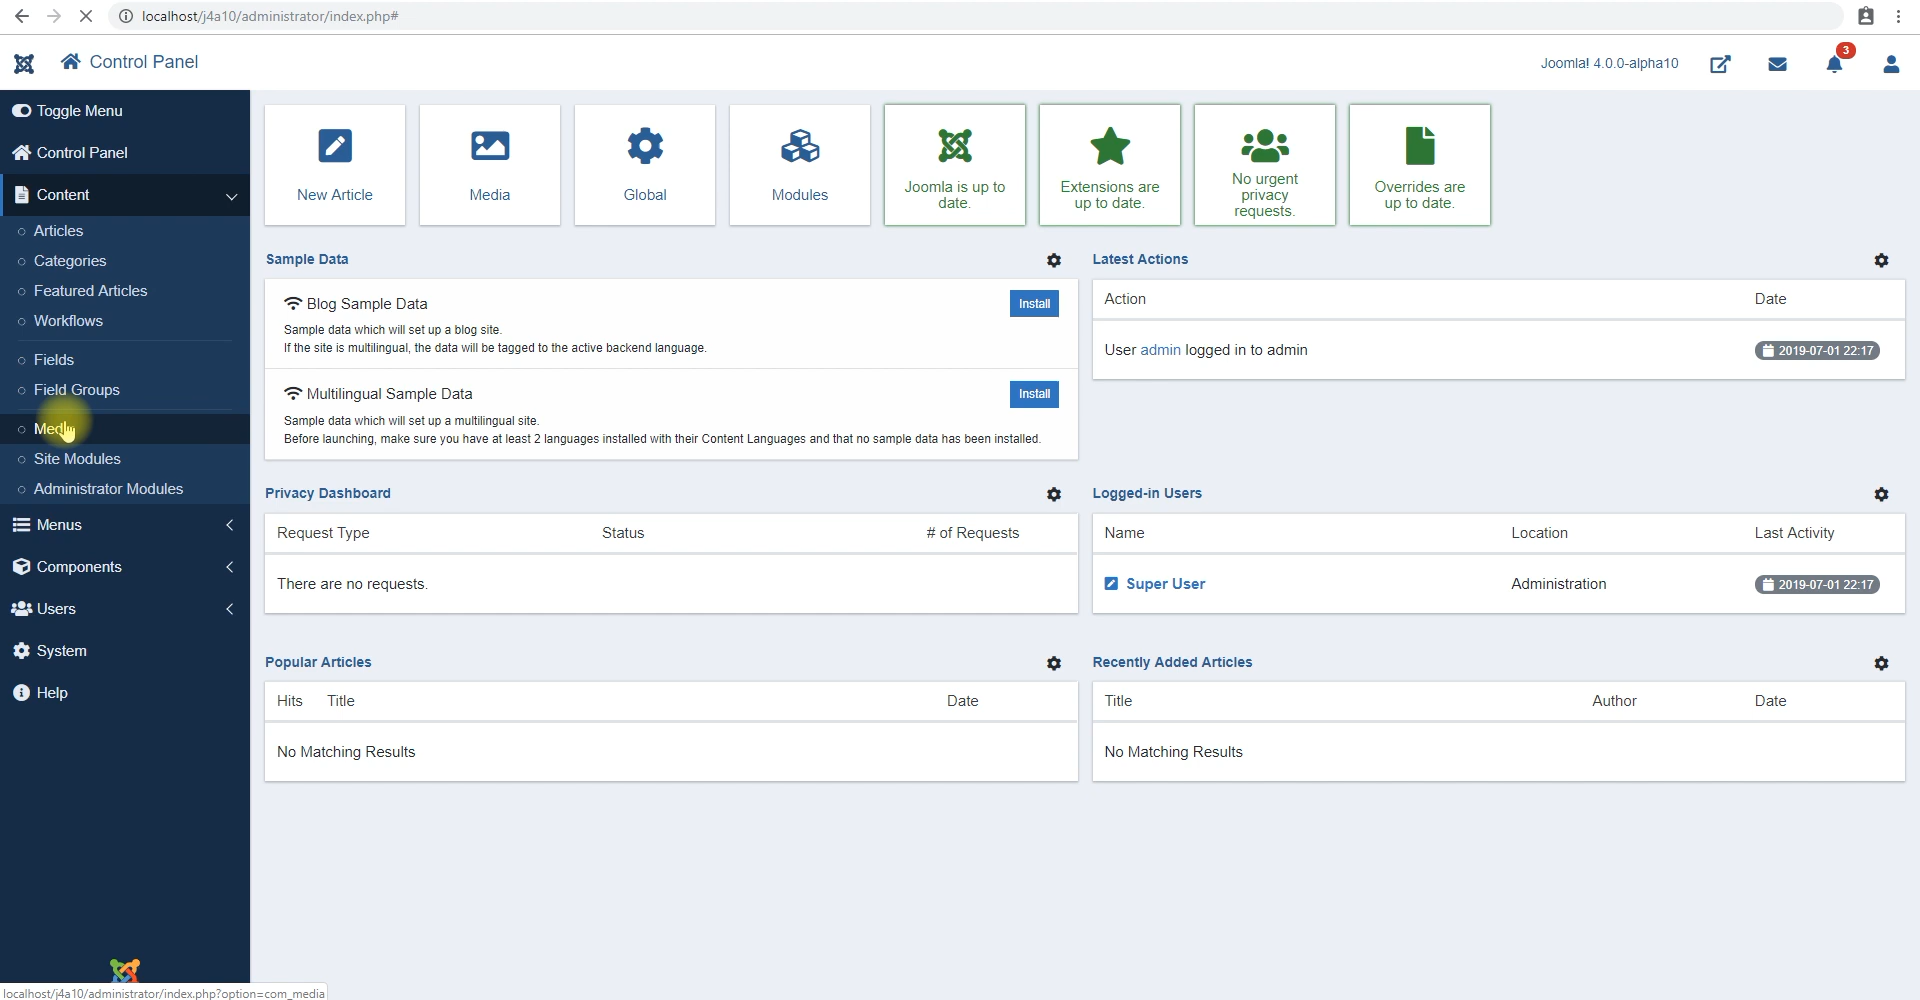 localhost/j4a10/administrator/index.php#
Control Panel
Joomla! 4.0.0-alpha10
3
Toggle Menu
Control Panel
Content
Articles
Categories
Featured Articles
Workflows
Fields
Field Groups
Media
Site Modules
Administrator Modules
Menus
Components
Users
System
Help
New Article
Media
Global
Modules
Joomla is up to
date.
Extensions are
up to date.
No urgent
privacy
requests.
Overrides are
up to date.
Sample Data
Blog Sample Data
Install
Sample data which will set up a blog site.
If the site is multilingual, the data will be tagged to the active backend language.
Multilingual Sample Data
Install
Sample data which will set up a multilingual site.
Before launching, make sure you have at least 2 languages installed with their Content Languages and that no sample data has been installed.
Latest Actions
Action Date
User admin logged in to admin 2019-07-01 22:17
Privacy Dashboard
Request Type Status # of Requests
There are no requests.
Logged-in Users
Name Location Last Activity
Super User Administration 2019-07-01 22:17
Popular Articles
Hits Title Date
No Matching Results
Recently Added Articles
Title Author Date
No Matching Results
localhost/j4a10/administrator/index.php?option=com_media